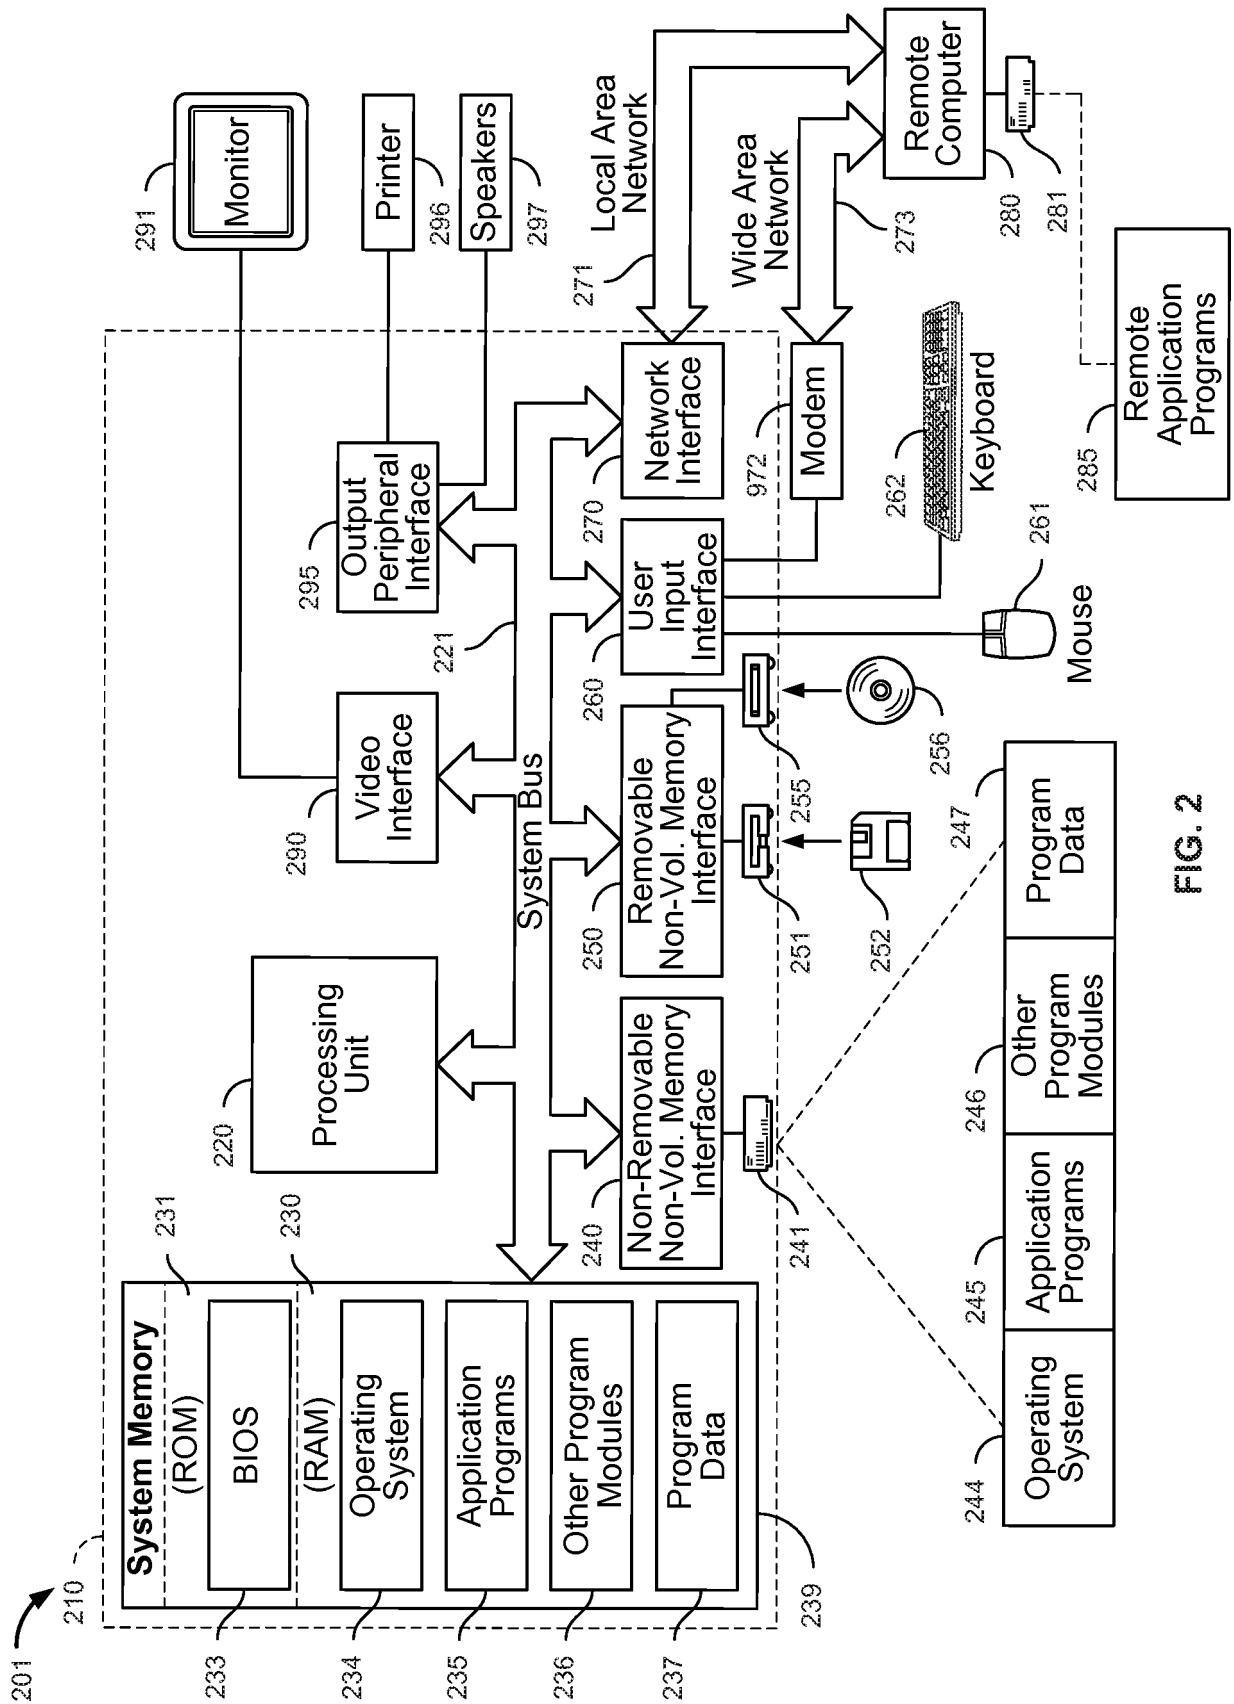 201
210
System Memory
(ROM)
231
BIOS
233
(RAM)
230
Operating
System
234
Application
Programs
235
Other Program
Modules
236
Program
Data
237
239
220
Processing
Unit
290
Video
Interface
295
Output
Peripheral
Interface
291
Monitor
Printer
296
Speakers
297
221
System Bus
240
Non-Removable
Non-Vol. Memory
Interface
250
Removable
Non-Vol. Memory
Interface
260
User
Input
Interface
270
Network
Interface
271
Local Area
Network
Wide Area
Network
273
972
Modem
Remote
Computer
280
281
241
251
255
252
256
262
Keyboard
261
Mouse
285
Remote
Application
Programs
244
Operating
System
245
Application
Programs
246
Other
Program
Modules
247
Program
Data
FIG. 2